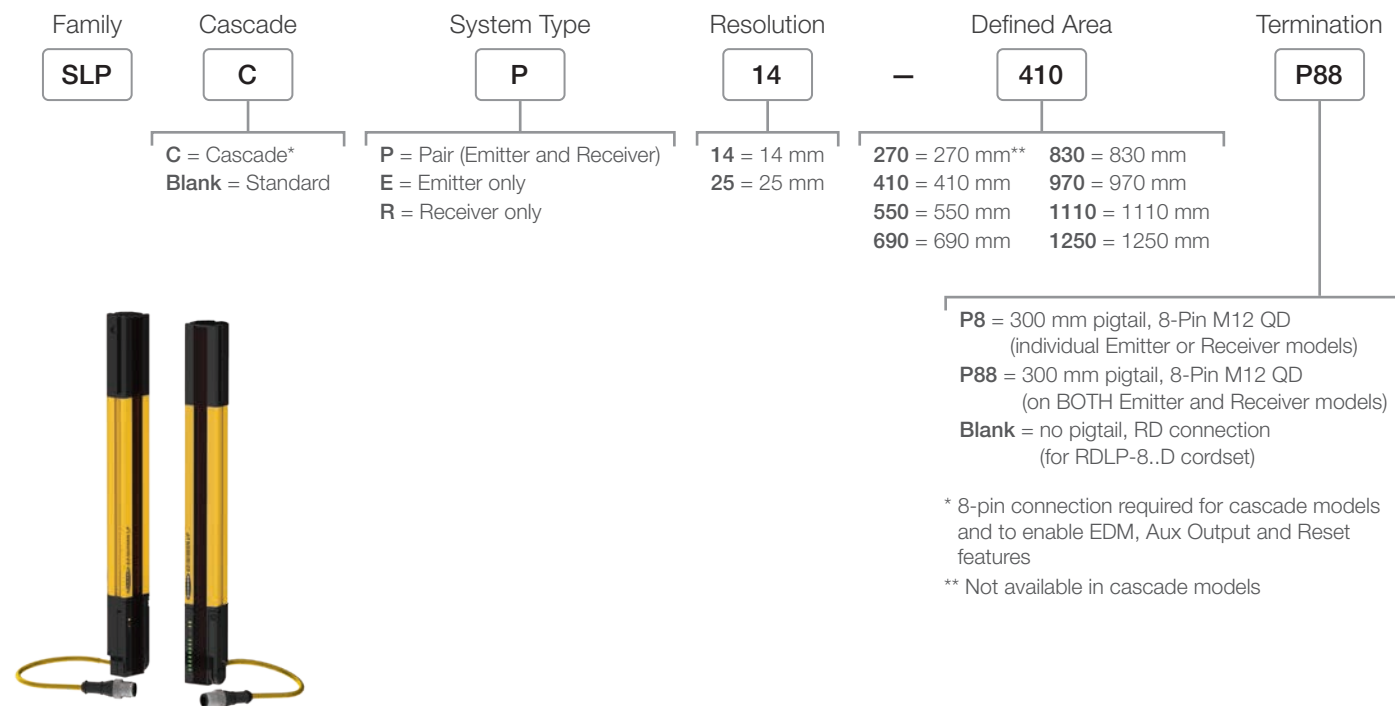 Family Cascade System Type Resolution Defined Area Termination
SLP C P 14 — 410 P88
C = Cascade*
Blank = Standard
P = Pair (Emitter and Receiver)
E = Emitter only
R = Receiver only
14 = 14 mm
25 = 25 mm
270 = 270 mm** 830 = 830 mm
410 = 410 mm 970 = 970 mm
550 = 550 mm 1110 = 1110 mm
690 = 690 mm 1250 = 1250 mm
P8 = 300 mm pigtail, 8-Pin M12 QD
(individual Emitter or Receiver models)
P88 = 300 mm pigtail, 8-Pin M12 QD
(on BOTH Emitter and Receiver models)
Blank = no pigtail, RD connection
(for RDLP-8..D cordset)
* 8-pin connection required for cascade models
and to enable EDM, Aux Output and Reset
features
** Not available in cascade models